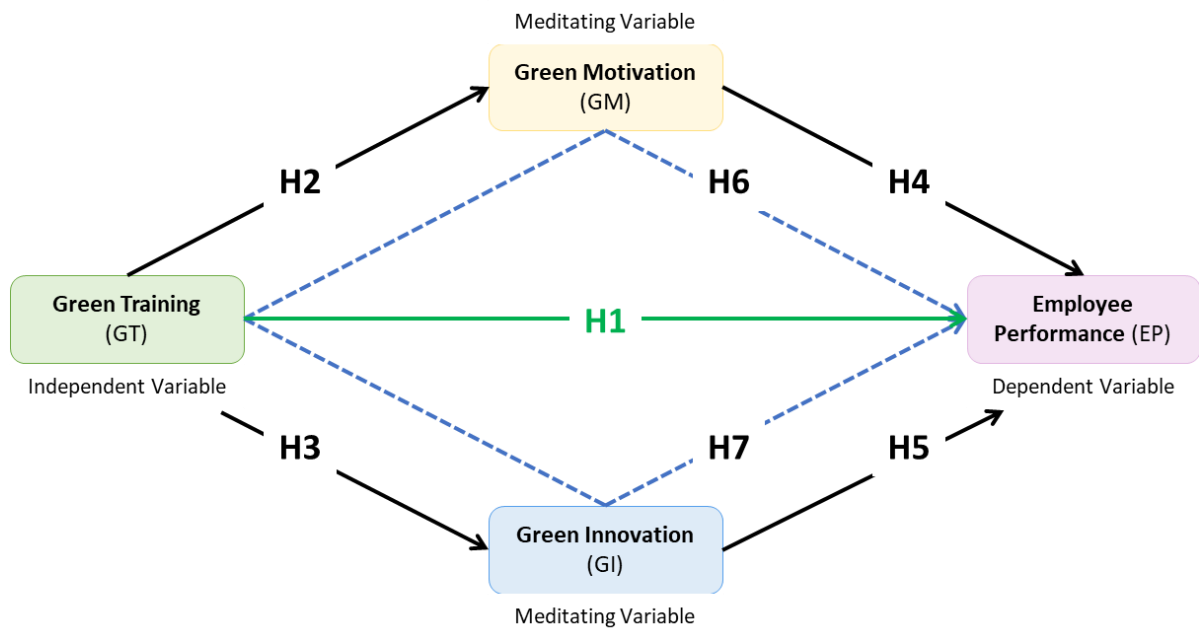 Meditating Variable
Green Motivation
(GM)
H2
H6
H4
Green Training
(GT)
H1
Employee
Performance (EP)
Independent Variable
Dependent Variable
H3
H7
H5
Green Innovation
(GI)
Meditating Variable